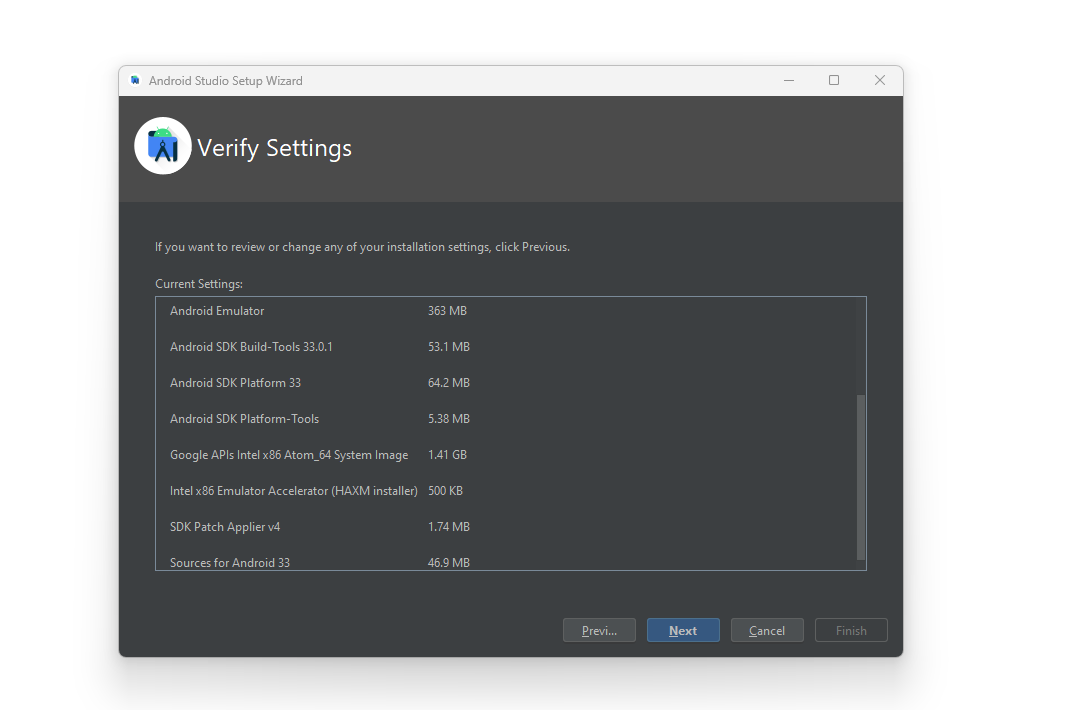 Android Studio Setup Wizard
Verify Settings
If you want to review or change any of your installation settings, click Previous.
Current Settings:
Android Emulator 363 MB
Android SDK Build-Tools 33.0.1 53.1 MB
Android SDK Platform 33 64.2 MB
Android SDK Platform-Tools 5.38 MB
Google APIs Intel x86 Atom_64 System Image 1.41 GB
Intel x86 Emulator Accelerator (HAXM installer) 500 KB
SDK Patch Applier v4 1.74 MB
Sources for Android 33 46.9 MB
Previ... Next Cancel Finish